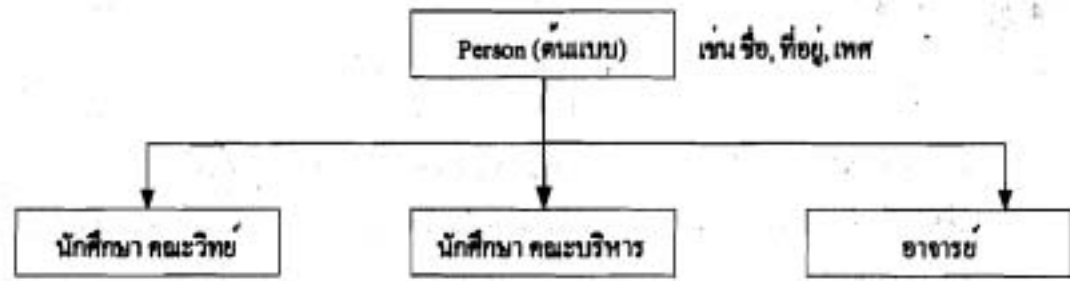 Person (ต้นแบบ) เช่น ชื่อ, ที่อยู่, เพศ
นักศึกษา คณะวิทย์ นักศึกษา คณะบริหาร อาจารย์